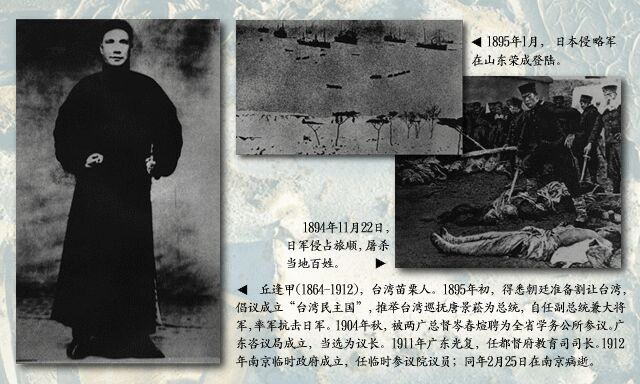 ◀ 1895年1月，日本侵略军
在山东荣成登陆。
1894年11月22日，
日军侵占旅顺，屠杀
当地百姓。 ▶
◀ 丘逢甲(1864-1912)，台湾苗栗人。1895年初，得悉朝廷准备割让台湾，
倡议成立“台湾民主国”，推举台湾巡抚唐景菘为总统，自任副总统兼大将
军，率军抗击日军。1904年秋，被两广总督岑春煊聘为全省学务公所参议。广
东咨议局成立，当选为议长。1911年广东光复，任都督府教育司司长。1912
年南京临时政府成立，任临时参议院议员；同年2月25日在南京病逝。